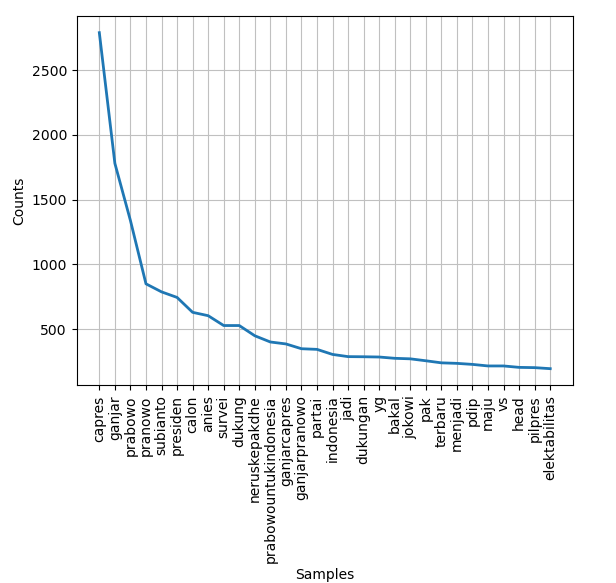 2500
2000
1500
1000
500
Counts
capres
ganjar
prabowo
pranowo
subianto
presiden
calon
anies
survei
dukung
neruskepakdhe
prabowountukindonesia
ganjarcapres
ganjarpranowo
partai
indonesia
jadi
dukungan
yg
bakal
jokowi
pak
terbaru
menjadi
pdip
maju
vs
head
pilpres
elektabilitas
Samples